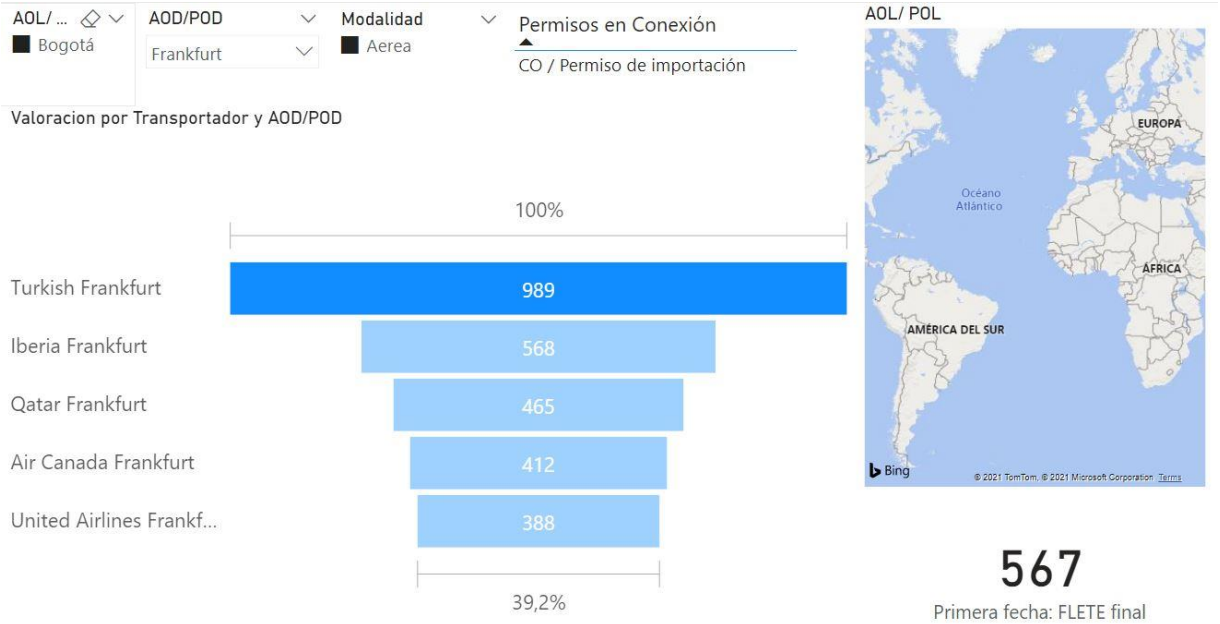 AOL/ ...
Bogotá
AOD/POD
Frankfurt
Modalidad
Aerea
Permisos en Conexión
CO / Permiso de importación
AOL/ POL
Valoracion por Transportador y AOD/POD
100%
Turkish Frankfurt 989
Iberia Frankfurt 568
Qatar Frankfurt 465
Air Canada Frankfurt 412
United Airlines Frankf... 388
39,2%
EUROPA
Océano
Atlántico
ÁFRICA
AMÉRICA DEL SUR
Bing
© 2021 TomTom, © 2021 Microsoft Corporation Terms
567
Primera fecha: FLETE final